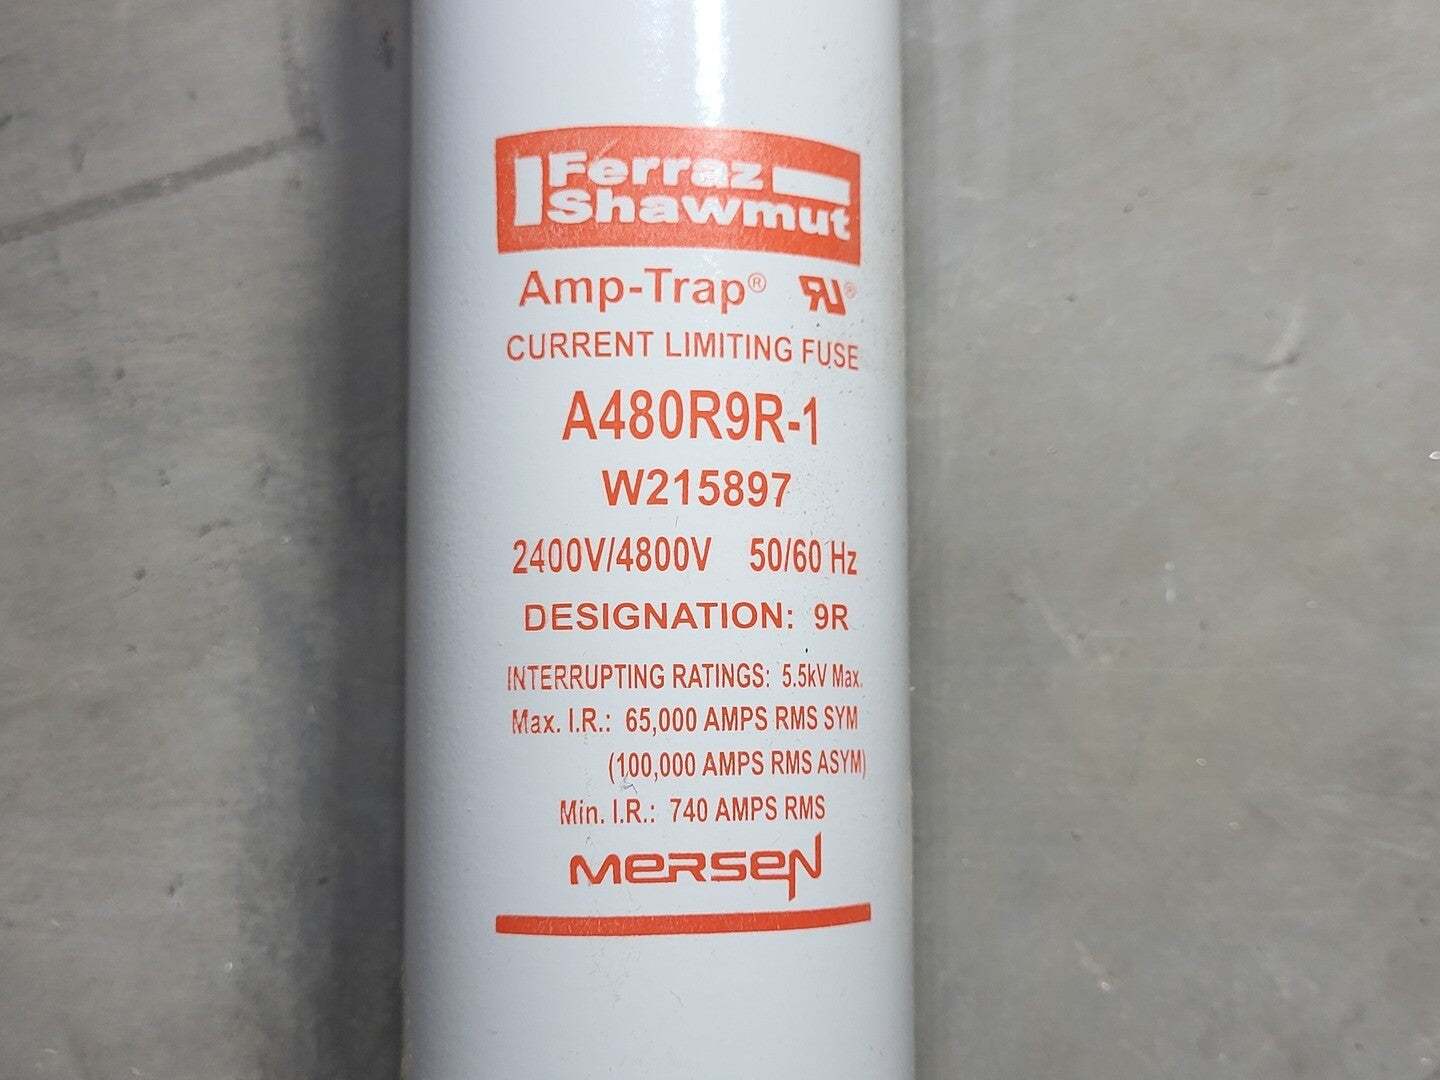 Ferraz
Shawmut
Amp-Trap® RU®
CURRENT LIMITING FUSE
A480R9R-1
W215897
2400V/4800V 50/60 Hz
DESIGNATION: 9R
INTERRUPTING RATINGS: 5.5kV Max.
Max. I.R.: 65,000 AMPS RMS SYM
(100,000 AMPS RMS ASYM)
Min. I.R.: 740 AMPS RMS
MERSEN